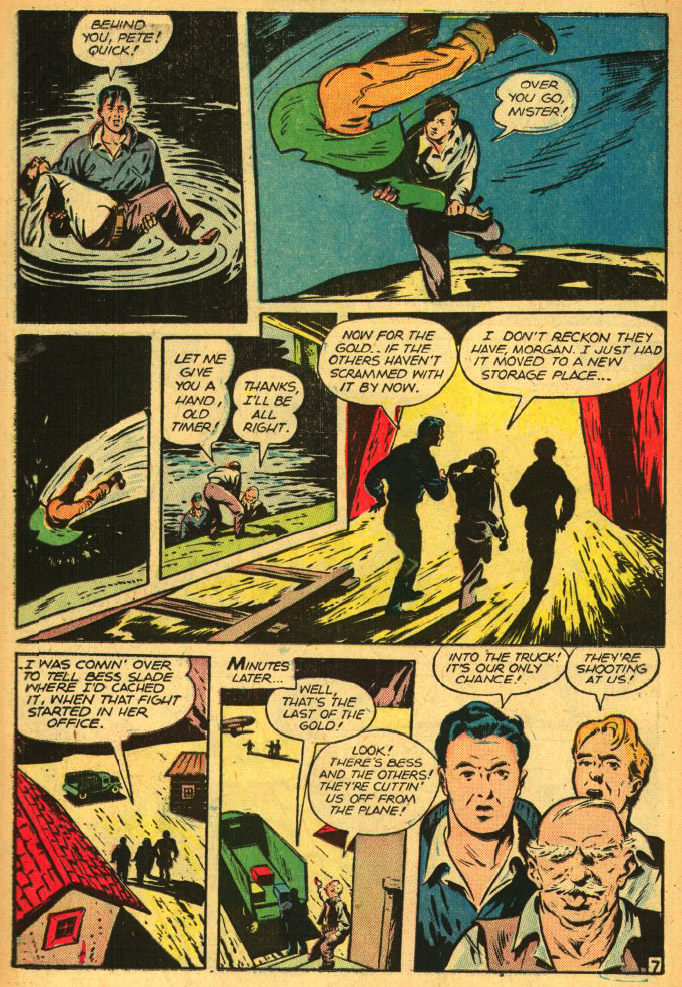 BEHIND
YOU, PETE!
QUICK!
OVER
YOU GO,
MISTER!
LET ME
GIVE
YOU A
HAND,
OLD
TIMER!
THANKS,
I'LL BE
ALL
RIGHT.
NOW FOR THE
GOLD.. IF THE
OTHERS HAVEN'T
SCRAMMED WITH
IT BY NOW.
I DON'T RECKON THEY
HAVE, MORGAN. I JUST HAD
IT MOVED TO A NEW
STORAGE PLACE...
I WAS COMIN' OVER
TO TELL BESS SLADE
WHERE I'D CACHED
IT, WHEN THAT FIGHT
STARTED IN HER
OFFICE.
MINUTES
LATER...
WELL,
THAT'S THE
LAST OF THE
GOLD!
LOOK!
THERE'S BESS
AND THE OTHERS!
THEY'RE CUTTIN'
US OFF FROM
THE PLANE!
INTO THE TRUCK!
IT'S OUR ONLY
CHANCE!
THEY'RE
SHOOTING
AT US!
7